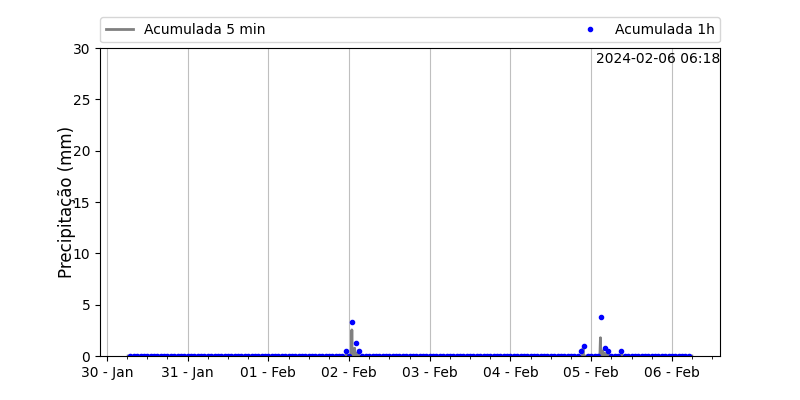 Acumulada 5 min
Acumulada 1h
2024-02-06 06:18
Precipitação (mm)
30
25
20
15
10
5
0
30 - Jan
31 - Jan
01 - Feb
02 - Feb
03 - Feb
04 - Feb
05 - Feb
06 - Feb